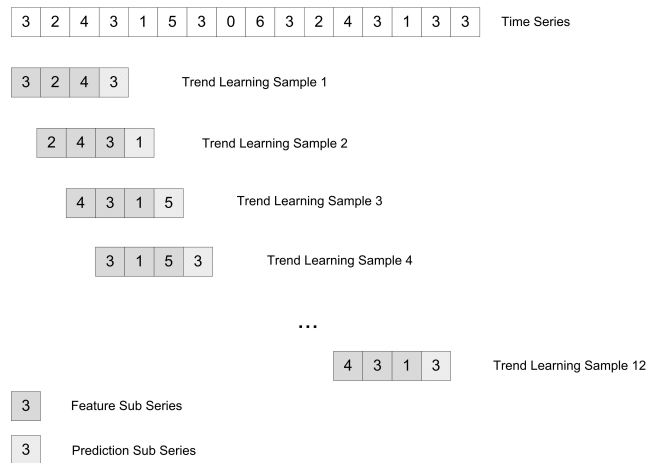 3 2 4 3 1 5 3 0 6 3 2 4 3 1 3 3 Time Series
3 2 4 3 Trend Learning Sample 1
2 4 3 1 Trend Learning Sample 2
4 3 1 5 Trend Learning Sample 3
3 1 5 3 Trend Learning Sample 4
...
4 3 1 3 Trend Learning Sample 12
3 Feature Sub Series
3 Prediction Sub Series